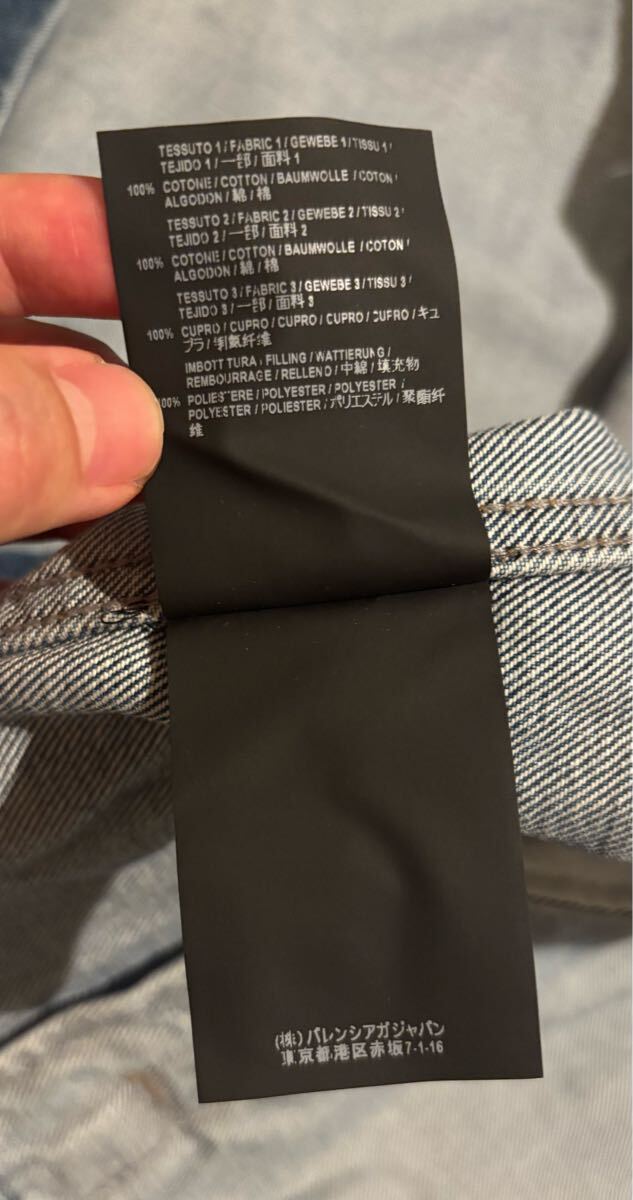 TESSUTO 1 / FABRIC 1 / GEWEBE 1 / TISSU 1 /
TEJIDO 1 / 一部 / 面料 1
100% COTONE / COTTON / BAUMWOLLE / COTON /
ALGODON / 綿 / 棉
TESSUTO 2 / FABRIC 2 / GEWEBE 2 / TISSU 2 /
TEJIDO 2 / 一部 / 面料 2
100% COTONE / COTTON / BAUMWOLLE / COTON /
ALGODON / 綿 / 棉
TESSUTO 3 / FABRIC 3 / GEWEBE 3 / TISSU 3 /
TEJIDO 3 / 一部 / 面料 3
100% CUPRO / CUPRO / CUPRO / CUPRO / CUPRO / キュ
プラ / 铜氨纤维
IMBOTTITURA / FILLING / WATTIERUNG /
REMBOURRAGE / RELLENO / 中綿 / 填充物
100% POLIESTERE / POLYESTER / POLYESTER /
POLYESTER / POLIESTER / ポリエステル / 聚酯纤
维
(株) バレンシアガジャパン
東京都港区赤坂7-1-16